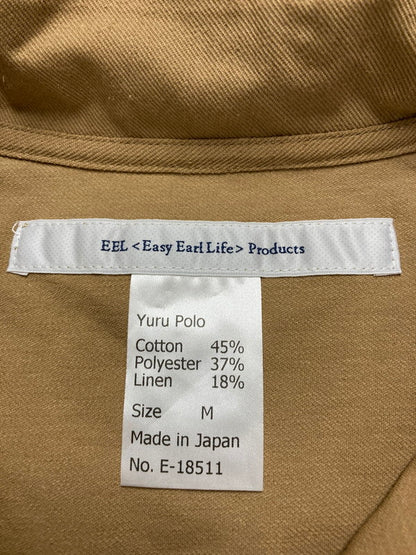 EEL <Easy Earl Life> Products
Yuru Polo
Cotton 45%
Polyester 37%
Linen 18%
Size M
Made in Japan
No. E-18511